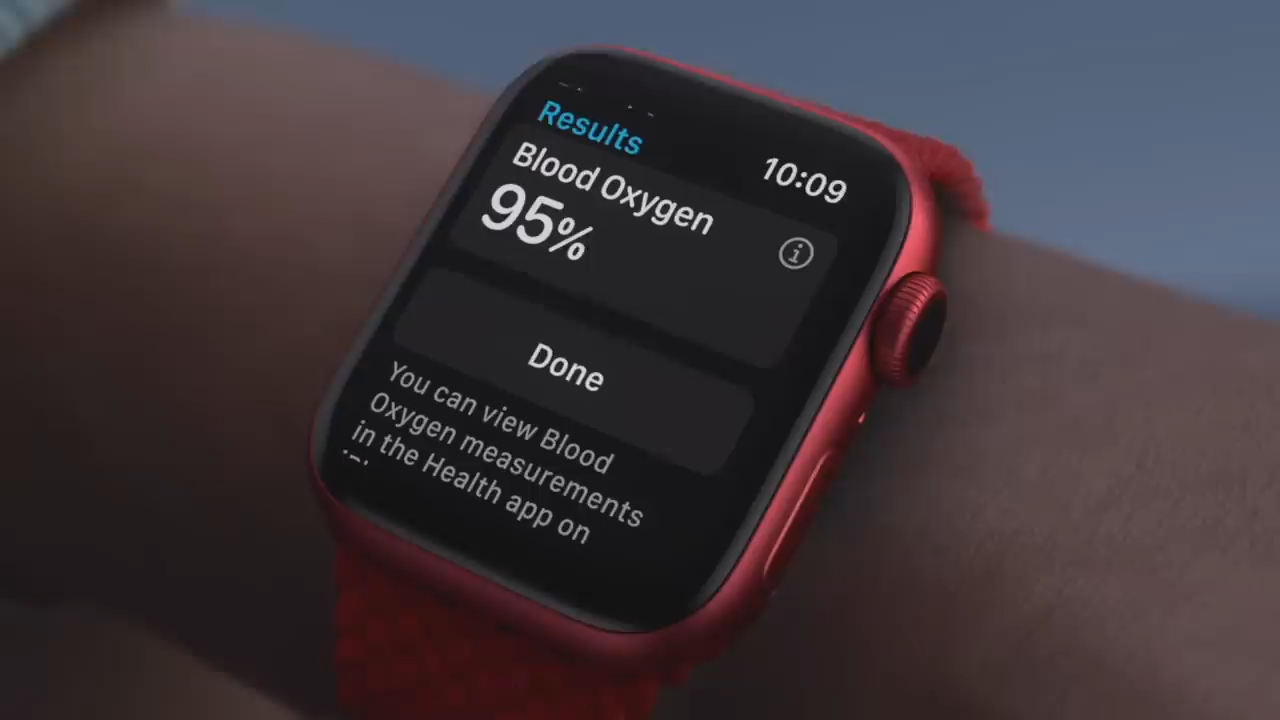 Results
10:09
Blood Oxygen
95%
Done
You can view Blood
Oxygen measurements
in the Health app on